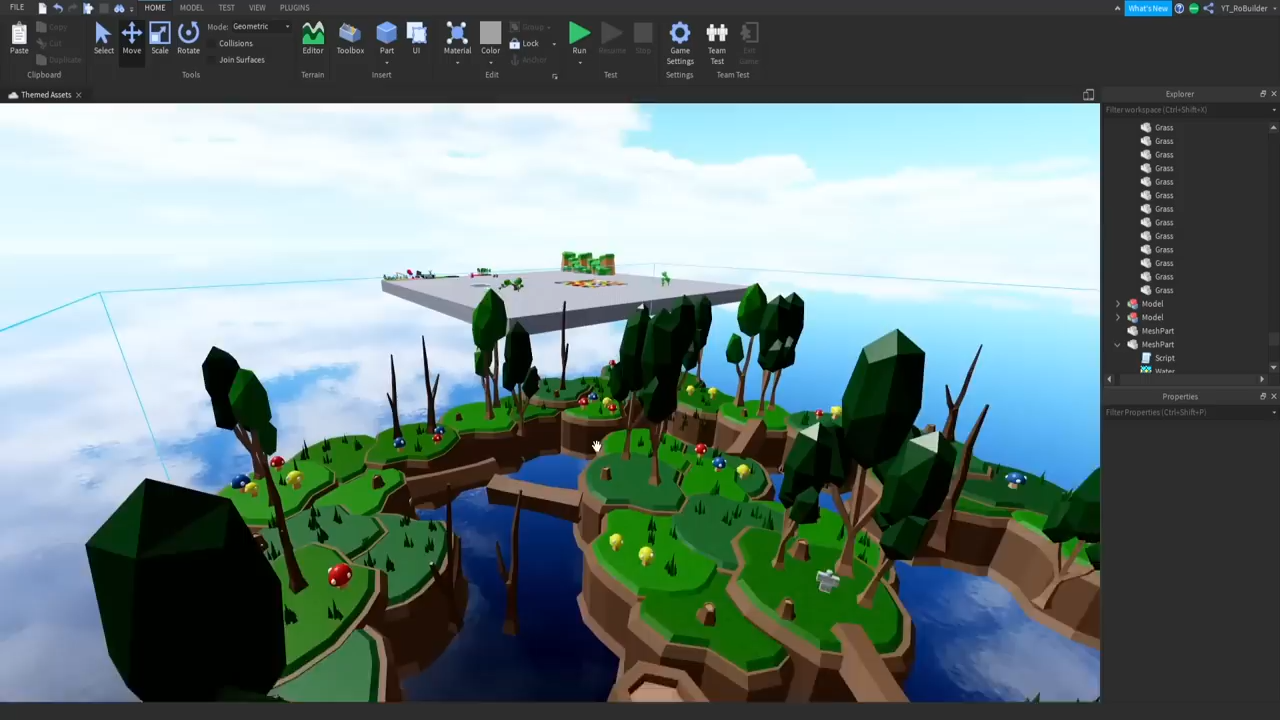 FILE HOME MODEL TEST VIEW PLUGINS What's New YT_RoBuilder
Paste Copy Cut Duplicate Clipboard
Select Move Scale Rotate Mode: Geometric Collisions Join Surfaces Tools
Editor Terrain
Toolbox Part UI Insert
Material Color Group Lock Anchor Edit
Run Resume Stop Test
Game Settings Settings
Team Test Exit Game Team Test
Themed Assets
Explorer
Filter workspace (Ctrl+Shift+X)
Grass
Grass
Grass
Grass
Grass
Grass
Grass
Grass
Grass
Grass
Grass
Grass
Grass
Model
Model
MeshPart
MeshPart
Script
Water
Properties
Filter Properties (Ctrl+Shift+P)